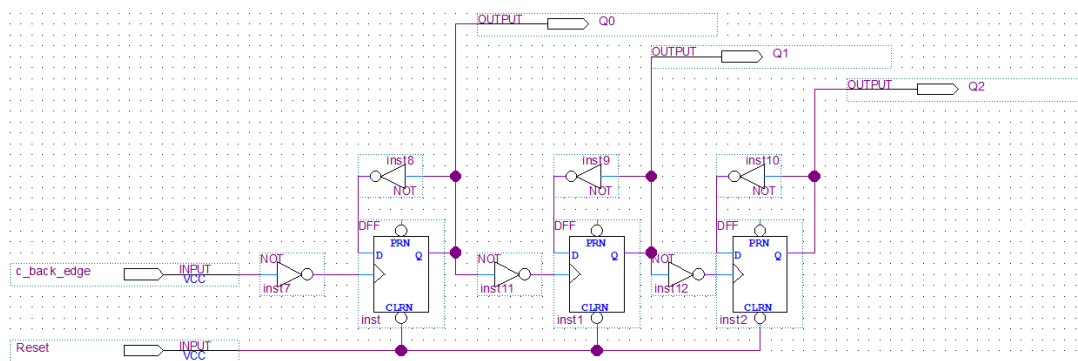 OUTPUT Q0
OUTPUT Q1
OUTPUT Q2
inst8 inst9 inst10
NOT NOT NOT
DFF DFF DFF
PRN PRN PRN
D Q D Q D Q
c_back_edge INPUT VCC NOT NOT NOT
inst7 inst11 inst12
CLRN CLRN CLRN
inst inst1 inst2
Reset INPUT VCC